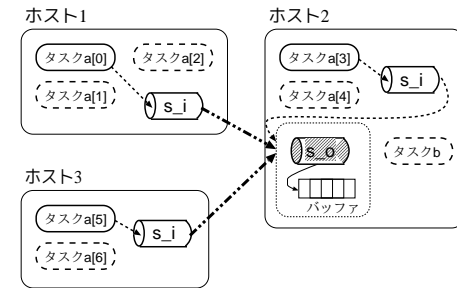 ホスト1
タスクa[0]
タスクa[2]
タスクa[1]
s_i
ホスト2
タスクa[3]
s_i
タスクa[4]
s_o
タスクb
バッファ
ホスト3
タスクa[5]
s_i
タスクa[6]